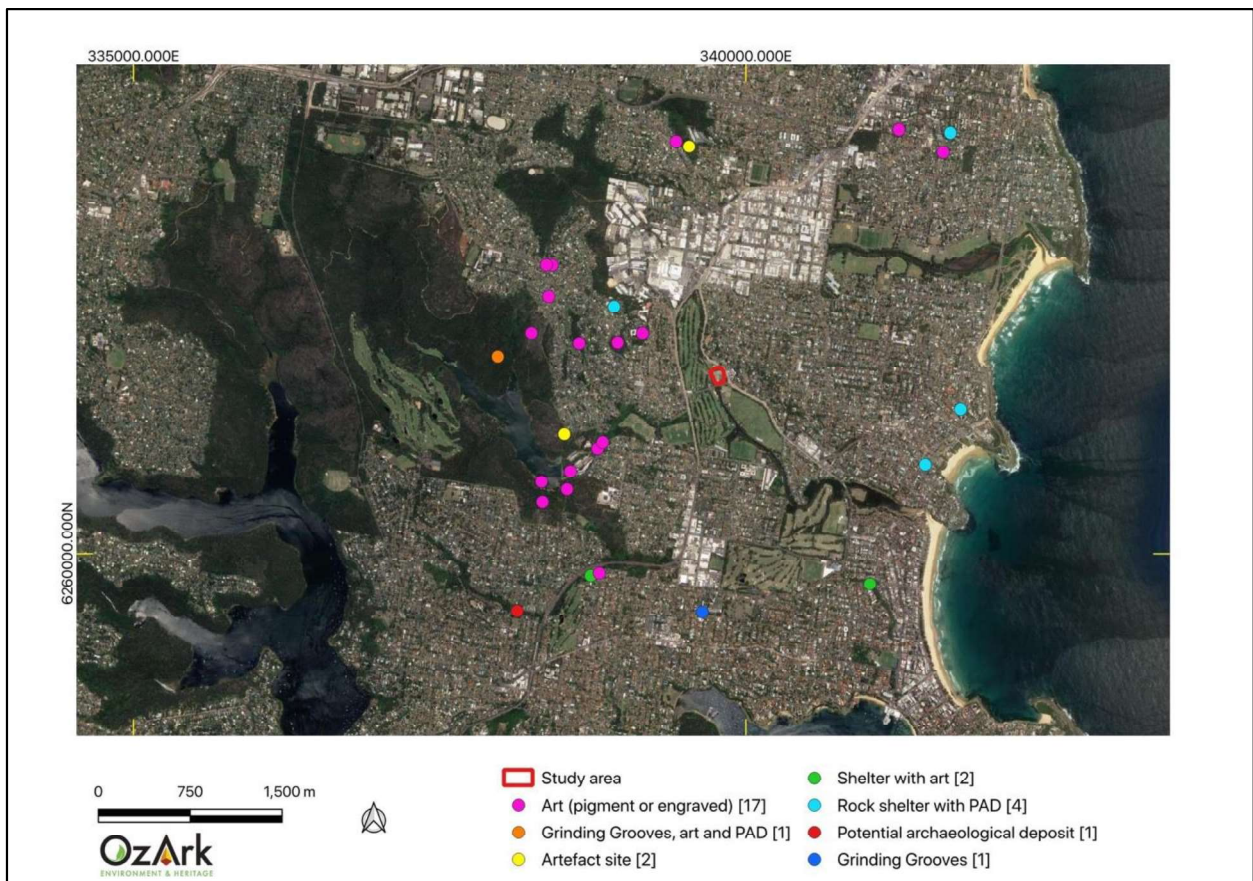 335000.000E
340000.000E
6260000.000N
0 750 1,500 m
OzArk
ENVIRONMENT & HERITAGE
Study area
Art (pigment or engraved) [17]
Grinding Grooves, art and PAD [1]
Artefact site [2]
Shelter with art [2]
Rock shelter with PAD [4]
Potential archaeological deposit [1]
Grinding Grooves [1]